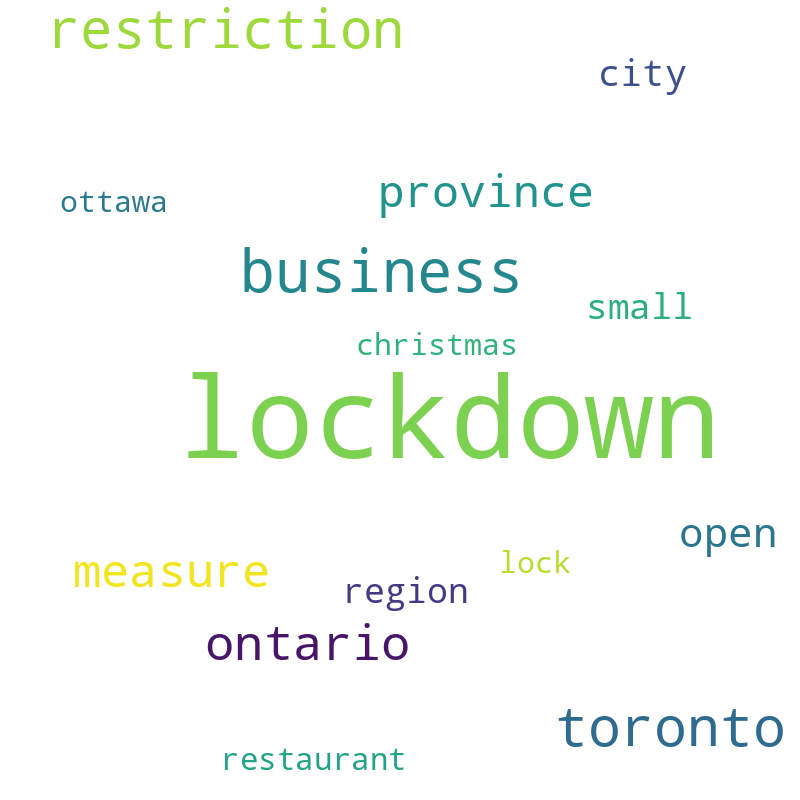 restriction
city
province
ottawa
business
small
christmas
lockdown
open
lock
measure
region
ontario
toronto
restaurant